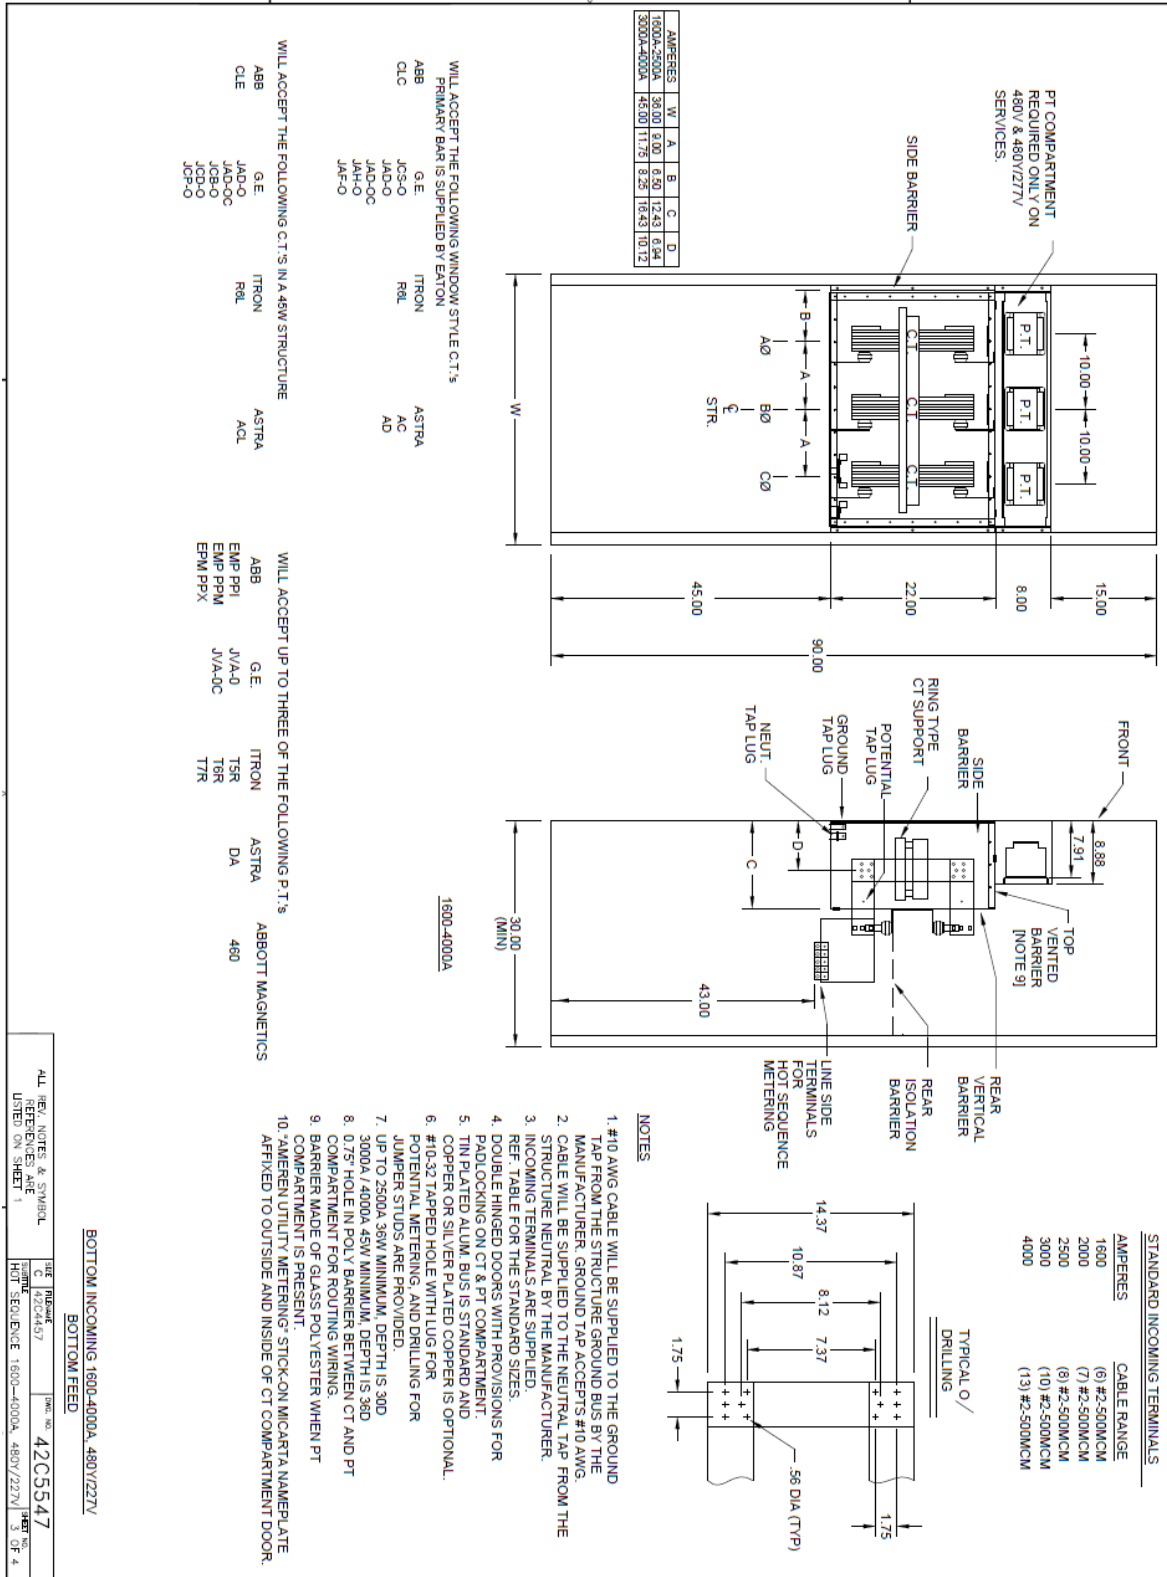 STANDARD INCOMING TERMINALS
AMPERES CABLE RANGE
1600 (6) #2-500MCM
2000 (7) #2-500MCM
2500 (8) #2-500MCM
3000 (10) #2-500MCM
4000 (13) #2-500MCM
TYPICAL O /
DRILLING
14.37
10.87
8.12
7.37
1.75
1.75
.56 DIA (TYP)
FRONT
8.88
7.91
TOP
VENTED
BARRIER
[NOTE 9]
SIDE
BARRIER
RING TYPE
CT SUPPORT
POTENTIAL
TAP LUG
GROUND
TAP LUG
NEUT.
TAP LUG
D
C
REAR
VERTICAL
BARRIER
REAR
ISOLATION
BARRIER
LINE SIDE
TERMINALS
FOR
HOT SEQUENCE
METERING
43.00
30.00
(MIN)
1600-4000A
PT COMPARTMENT
REQUIRED ONLY ON
480V & 480Y/277V
SERVICES.
SIDE BARRIER
10.00 10.00
P.T. P.T. P.T.
C.T. C.T. C.T.
B A A
AØ BØ CØ
℄
STR.
W
15.00
8.00
22.00
45.00
90.00
AMPERES W A B C D
1600A-2500A 36.00 9.00 6.50 12.43 6.94
3000A-4000A 45.00 11.75 8.25 16.43 10.12
WILL ACCEPT THE FOLLOWING WINDOW STYLE C.T.'s
PRIMARY BAR IS SUPPLIED BY EATON
ABB G.E. ITRON ASTRA
CLC JCS-O R6L AC
JAD-O AD
JAD-OC
JAH-O
JAF-O
WILL ACCEPT THE FOLLOWING C.T.'S IN A 45W STRUCTURE
ABB G.E. ITRON ASTRA
CLE JAD-O R6L ACL
JAD-OC
JCB-O
JCD-O
JCP-O
WILL ACCEPT UP TO THREE OF THE FOLLOWING P.T.'s
ABB G.E. ITRON ASTRA ABBOTT MAGNETICS
EMP PPI JVA-0 T5R DA 460
EMP PPM JVA-0C T6R
EPM PPX T7R
NOTES
1. #10 AWG CABLE WILL BE SUPPLIED TO THE GROUND
TAP FROM THE STRUCTURE GROUND BUS BY THE
MANUFACTURER. GROUND TAP ACCEPTS #10 AWG.
2. CABLE WILL BE SUPPLIED TO THE NEUTRAL TAP FROM THE
STRUCTURE NEUTRAL BY THE MANUFACTURER.
3. INCOMING TERMINALS ARE SUPPLIED.
REF. TABLE FOR THE STANDARD SIZES.
4. DOUBLE HINGED DOORS WITH PROVISIONS FOR
PADLOCKING ON CT & PT COMPARTMENT.
5. TIN PLATED ALUM. BUS IS STANDARD AND
COPPER OR SILVER PLATED COPPER IS OPTIONAL.
6. #10-32 TAPPED HOLE WITH LUG FOR
POTENTIAL METERING, AND DRILLING FOR
JUMPER STUDS ARE PROVIDED.
7. UP TO 2500A 36W MINIMUM, DEPTH IS 30D
3000A / 4000A 45W MINIMUM, DEPTH IS 36D
8. 0.75" HOLE IN POLY BARRIER BETWEEN CT AND PT
COMPARTMENT FOR ROUTING WIRING.
9. BARRIER MADE OF GLASS POLYESTER WHEN PT
COMPARTMENT IS PRESENT.
10. "AMEREN UTILITY METERING" STICK-ON MICARTA NAMEPLATE
AFFIXED TO OUTSIDE AND INSIDE OF CT COMPARTMENT DOOR.
BOTTOM INCOMING 1600-4000A, 480Y/227V
BOTTOM FEED
ALL REV. NOTES & SYMBOL
REFERENCES ARE
LISTED ON SHEET 1
SIZE FILENAME DWG. NO.
C 42C4457 42C5547
SUBTITLE SHEET NO.
HOT SEQUENCE 1600-4000A, 480Y/227V 3 OF 4